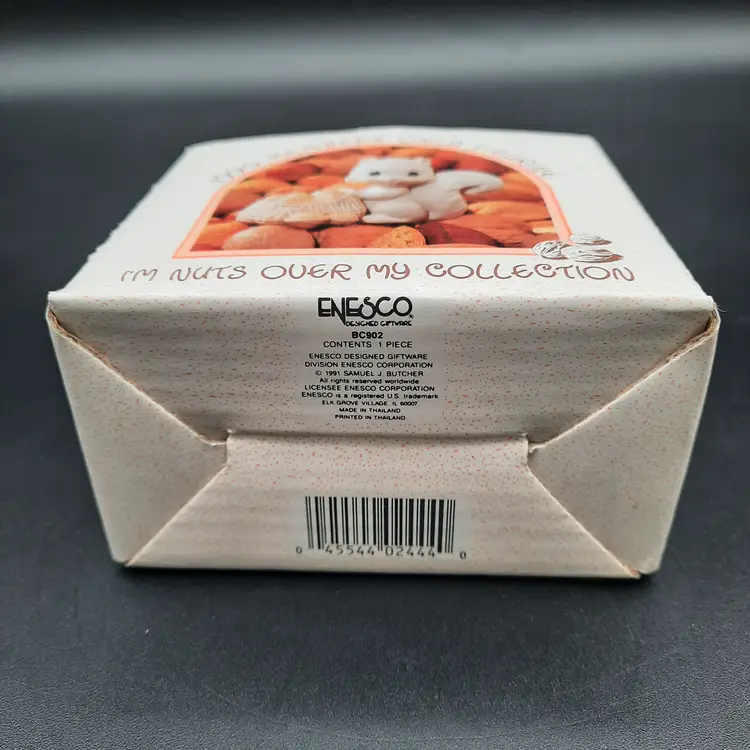 I'M NUTS OVER MY COLLECTION
ENESCO®
DESIGNED GIFTWARE
BC902
CONTENTS: 1 PIECE
ENESCO DESIGNED GIFTWARE
DIVISION ENESCO CORPORATION
© 1991 SAMUEL J. BUTCHER
All rights reserved worldwide
LICENSEE ENESCO CORPORATION
ENESCO is a registered U.S. trademark
ELK GROVE VILLAGE, IL 60007
MADE IN THAILAND
PRINTED IN THAILAND
0 45544 02444 0